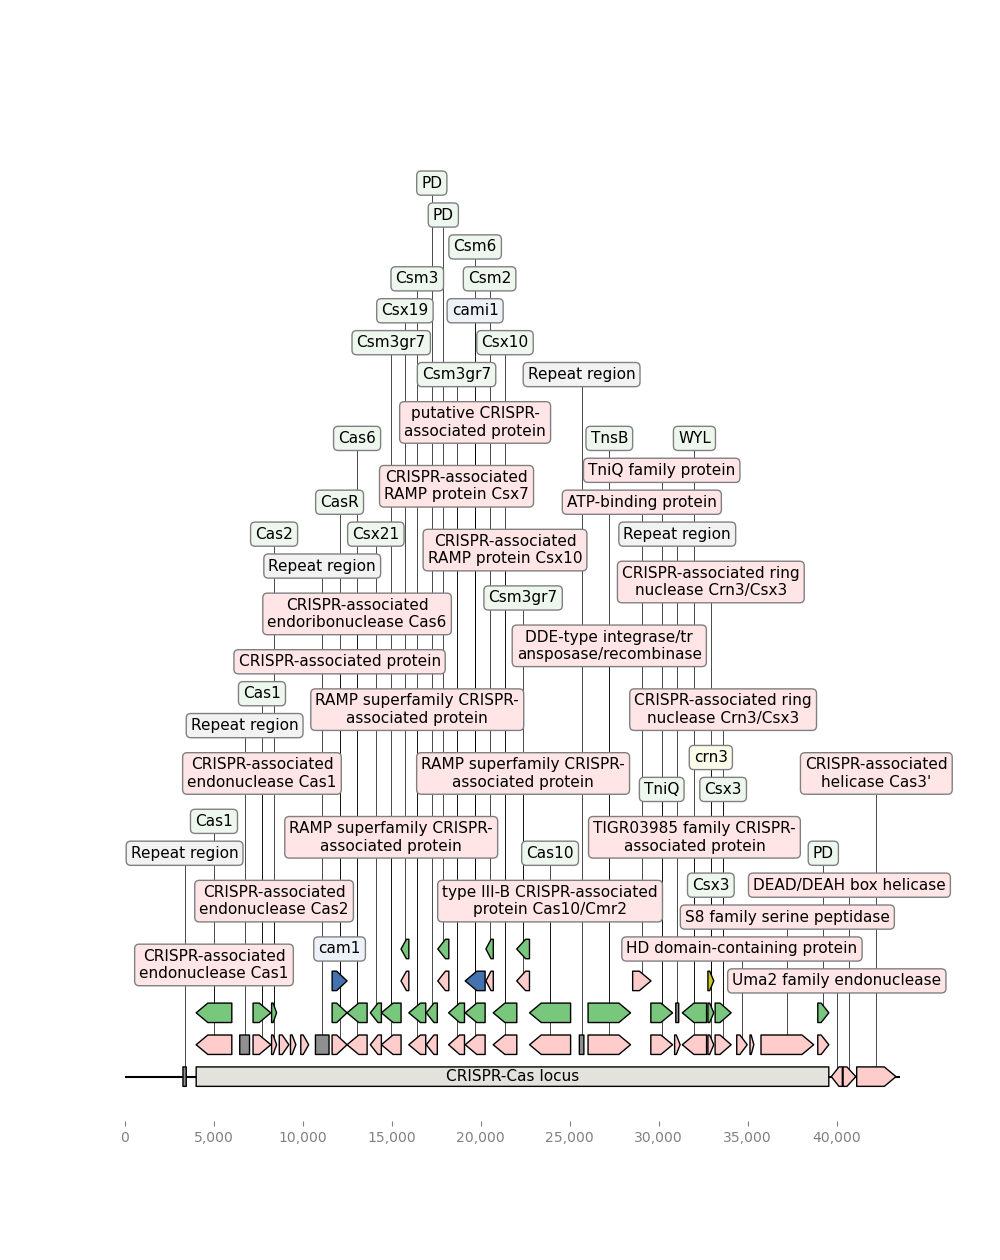 PD
PD
Csm6
Csm3
Csm2
Csx19
cami1
Csm3gr7
Csx10
Csm3gr7
Repeat region
putative CRISPR-
associated protein
Cas6
TnsB
WYL
TniQ family protein
CRISPR-associated
RAMP protein Csx7
CasR
ATP-binding protein
Cas2
Csx21
Repeat region
CRISPR-associated
RAMP protein Csx10
Repeat region
CRISPR-associated ring
nuclease Crn3/Csx3
CRISPR-associated
endoribonuclease Cas6
Csm3gr7
DDE-type integrase/tr
ansposase/recombinase
CRISPR-associated protein
Cas1
RAMP superfamily CRISPR-
associated protein
CRISPR-associated ring
nuclease Crn3/Csx3
Repeat region
crn3
CRISPR-associated
endonuclease Cas1
RAMP superfamily CRISPR-
associated protein
CRISPR-associated
helicase Cas3'
TniQ
Csx3
Cas1
RAMP superfamily CRISPR-
associated protein
TIGR03985 family CRISPR-
associated protein
Repeat region
Cas10
PD
CRISPR-associated
endonuclease Cas2
type III-B CRISPR-associated
protein Cas10/Cmr2
Csx3
DEAD/DEAH box helicase
S8 family serine peptidase
CRISPR-associated
endonuclease Cas1
cam1
HD domain-containing protein
Uma2 family endonuclease
CRISPR-Cas locus
0
5,000
10,000
15,000
20,000
25,000
30,000
35,000
40,000